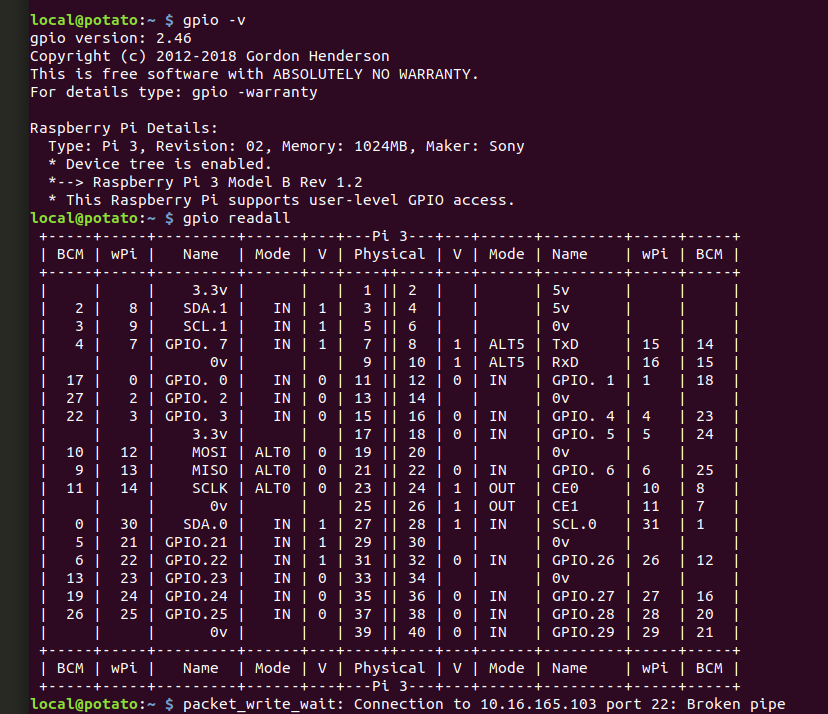 local@potato:~ $ gpio -v
gpio version: 2.46
Copyright (c) 2012-2018 Gordon Henderson
This is free software with ABSOLUTELY NO WARRANTY.
For details type: gpio -warranty

Raspberry Pi Details:
  Type: Pi 3, Revision: 02, Memory: 1024MB, Maker: Sony
  * Device tree is enabled.
  *--> Raspberry Pi 3 Model B Rev 1.2
  * This Raspberry Pi supports user-level GPIO access.
local@potato:~ $ gpio readall
 +-----+-----+---------+------+---+---Pi 3---+---+------+---------+-----+-----+
 | BCM | wPi |   Name  | Mode | V | Physical | V | Mode | Name    | wPi | BCM |
 +-----+-----+---------+------+---+----++----+---+------+---------+-----+-----+
 |     |     |    3.3v |      |   |  1 || 2  |   |      | 5v      |     |     |
 |   2 |   8 |   SDA.1 |   IN | 1 |  3 || 4  |   |      | 5v      |     |     |
 |   3 |   9 |   SCL.1 |   IN | 1 |  5 || 6  |   |      | 0v      |     |     |
 |   4 |   7 | GPIO. 7 |   IN | 1 |  7 || 8  | 1 | ALT5 | TxD     | 15  | 14  |
 |     |     |      0v |      |   |  9 || 10 | 1 | ALT5 | RxD     | 16  | 15  |
 |  17 |   0 | GPIO. 0 |   IN | 0 | 11 || 12 | 0 | IN   | GPIO. 1 | 1   | 18  |
 |  27 |   2 | GPIO. 2 |   IN | 0 | 13 || 14 |   |      | 0v      |     |     |
 |  22 |   3 | GPIO. 3 |   IN | 0 | 15 || 16 | 0 | IN   | GPIO. 4 | 4   | 23  |
 |     |     |    3.3v |      |   | 17 || 18 | 0 | IN   | GPIO. 5 | 5   | 24  |
 |  10 |  12 |    MOSI | ALT0 | 0 | 19 || 20 |   |      | 0v      |     |     |
 |   9 |  13 |    MISO | ALT0 | 0 | 21 || 22 | 0 | IN   | GPIO. 6 | 6   | 25  |
 |  11 |  14 |    SCLK | ALT0 | 0 | 23 || 24 | 1 | OUT  | CE0     | 10  | 8   |
 |     |     |      0v |      |   | 25 || 26 | 1 | OUT  | CE1     | 11  | 7   |
 |   0 |  30 |   SDA.0 |   IN | 1 | 27 || 28 | 1 | IN   | SCL.0   | 31  | 1   |
 |   5 |  21 | GPIO.21 |   IN | 1 | 29 || 30 |   |      | 0v      |     |     |
 |   6 |  22 | GPIO.22 |   IN | 1 | 31 || 32 | 0 | IN   | GPIO.26 | 26  | 12  |
 |  13 |  23 | GPIO.23 |   IN | 0 | 33 || 34 |   |      | 0v      |     |     |
 |  19 |  24 | GPIO.24 |   IN | 0 | 35 || 36 | 0 | IN   | GPIO.27 | 27  | 16  |
 |  26 |  25 | GPIO.25 |   IN | 0 | 37 || 38 | 0 | IN   | GPIO.28 | 28  | 20  |
 |     |     |      0v |      |   | 39 || 40 | 0 | IN   | GPIO.29 | 29  | 21  |
 +-----+-----+---------+------+---+----++----+---+------+---------+-----+-----+
 | BCM | wPi |   Name  | Mode | V | Physical | V | Mode | Name    | wPi | BCM |
 +-----+-----+---------+------+---+---Pi 3---+---+------+---------+-----+-----+
local@potato:~ $ packet_write_wait: Connection to 10.16.165.103 port 22: Broken pipe